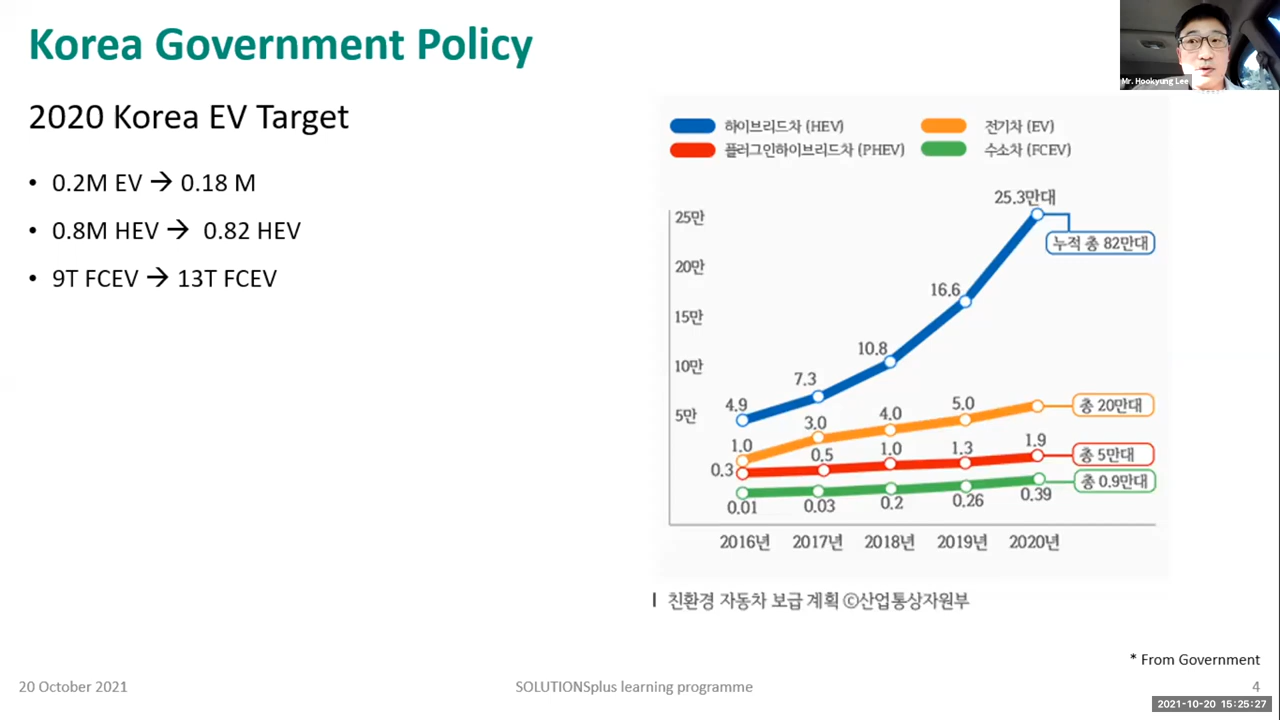 Korea Government Policy
Mr. Hookyung Lee
2020 Korea EV Target
• 0.2M EV → 0.18 M
• 0.8M HEV → 0.82 HEV
• 9T FCEV → 13T FCEV
하이브리드차 (HEV) 전기차 (EV)
플러그인하이브리드차 (PHEV) 수소차 (FCEV)
25.3만대
25만
누적 총 82만대
20만
16.6
15만
10.8
10만
7.3
4.9
5만
총 20만대
1.0 3.0 4.0 5.0
0.3 0.5 1.0 1.3 1.9
총 5만대
총 0.9만대
0.01 0.03 0.2 0.26 0.39
2016년 2017년 2018년 2019년 2020년
친환경 자동차 보급 계획 ©산업통상자원부
* From Government
20 October 2021 SOLUTIONSplus learning programme 4
2021-10-20 15:25:27